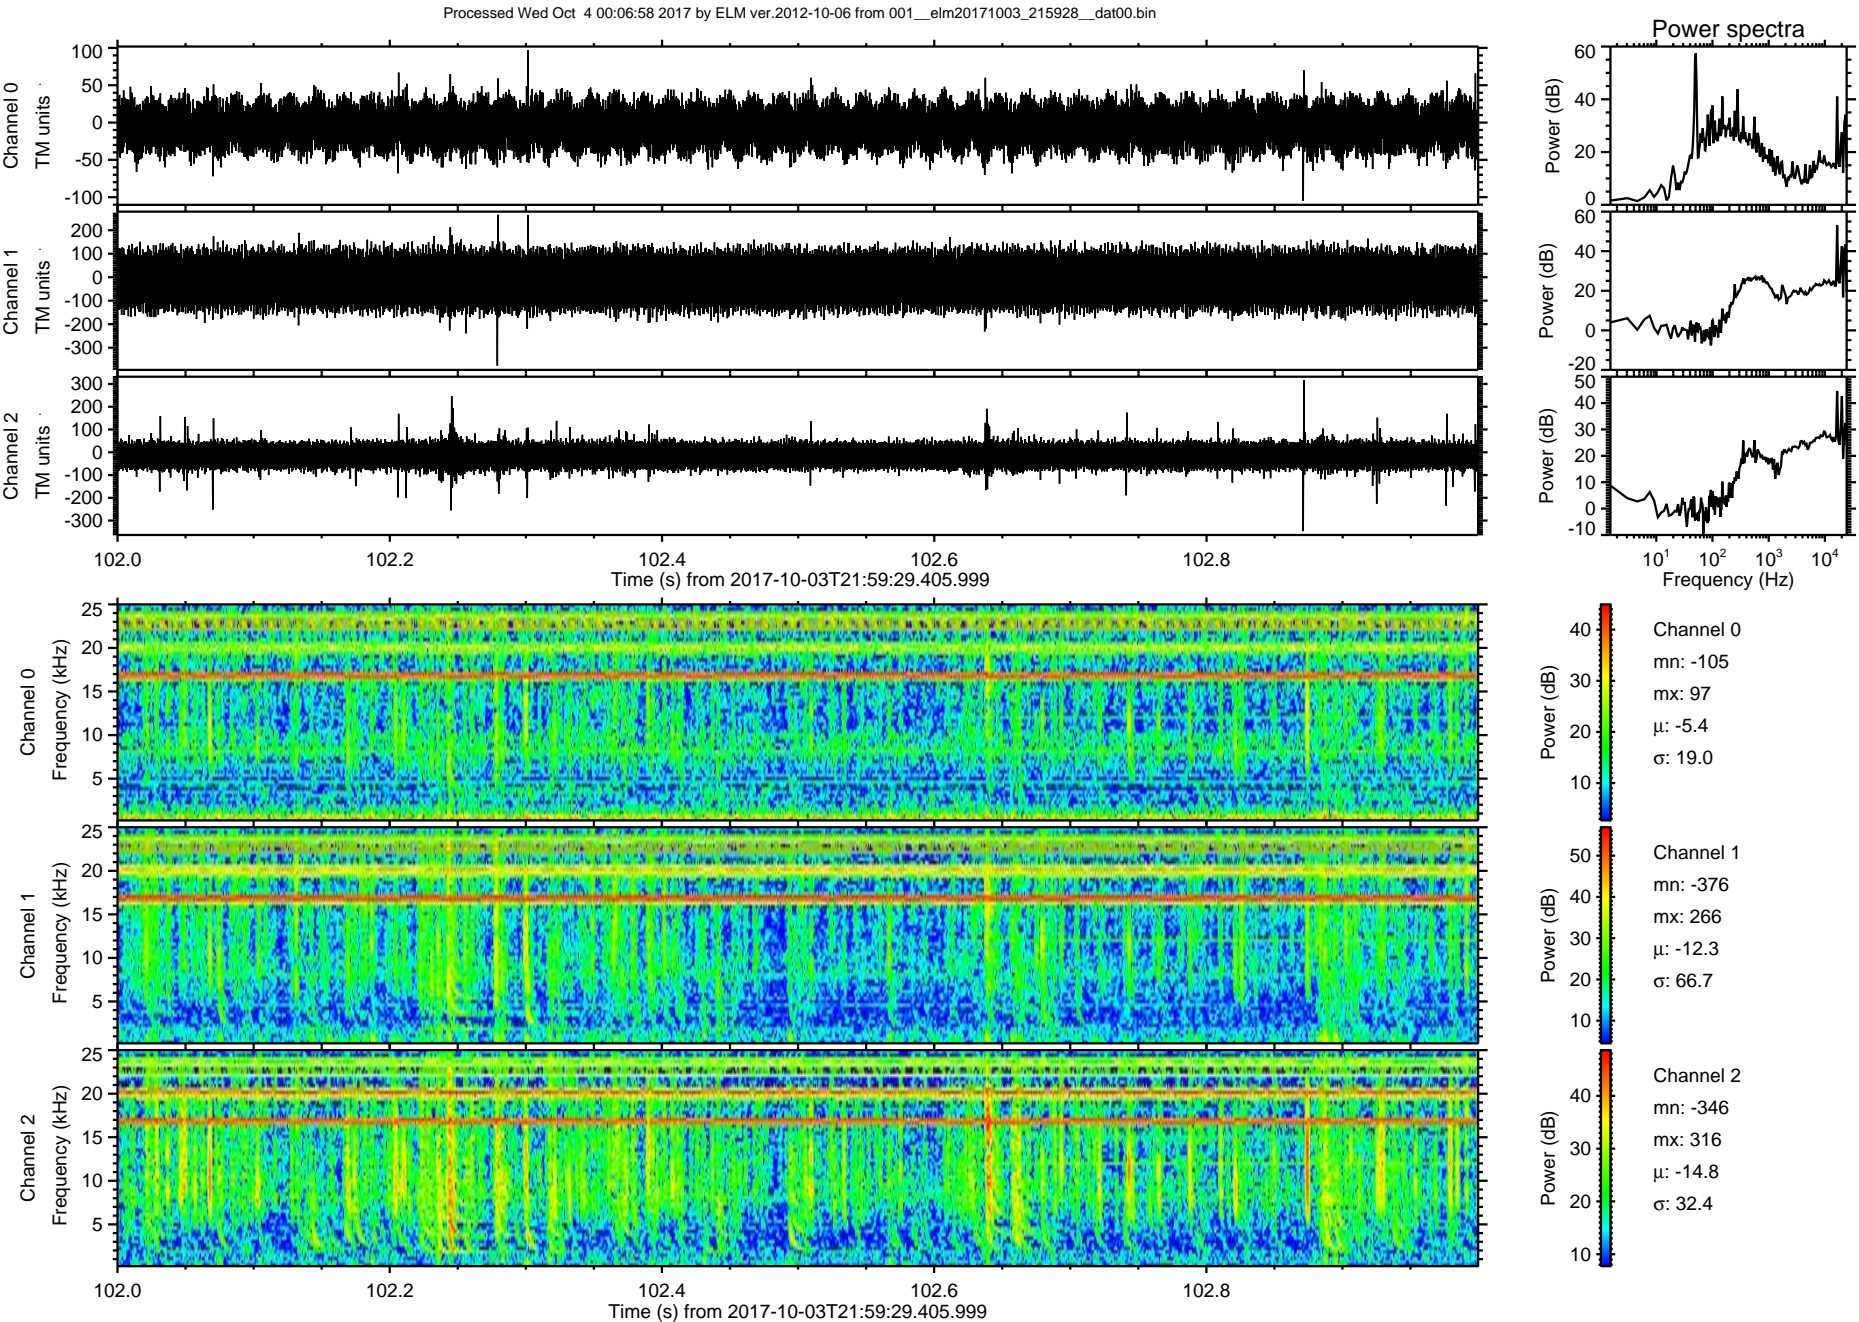 Processed Wed Oct  4 00:06:58 2017 by ELM ver.2012-10-06 from 001__elm20171003_215928__dat00.bin
Power spectra
Channel 0
TM units
100
50
0
-50
-100
Power (dB)
60
40
20
0
Channel 1
TM units
200
100
0
-100
-200
-300
Power (dB)
60
40
20
0
-20
Channel 2
TM units
300
200
100
0
-100
-200
-300
Power (dB)
50
40
30
20
10
0
-10
102.0 102.2 102.4 102.6 102.8
Time (s) from 2017-10-03T21:59:29.405.999
10¹ 10² 10³ 10⁴
Frequency (Hz)
Channel 0
Frequency (kHz)
25
20
15
10
5
Power (dB)
40
30
20
10
Channel 0
mn: -105
mx: 97
μ: -5.4
σ: 19.0
Channel 1
Frequency (kHz)
25
20
15
10
5
Power (dB)
50
40
30
20
10
Channel 1
mn: -376
mx: 266
μ: -12.3
σ: 66.7
Channel 2
Frequency (kHz)
25
20
15
10
5
Power (dB)
40
30
20
10
Channel 2
mn: -346
mx: 316
μ: -14.8
σ: 32.4
102.0 102.2 102.4 102.6 102.8
Time (s) from 2017-10-03T21:59:29.405.999